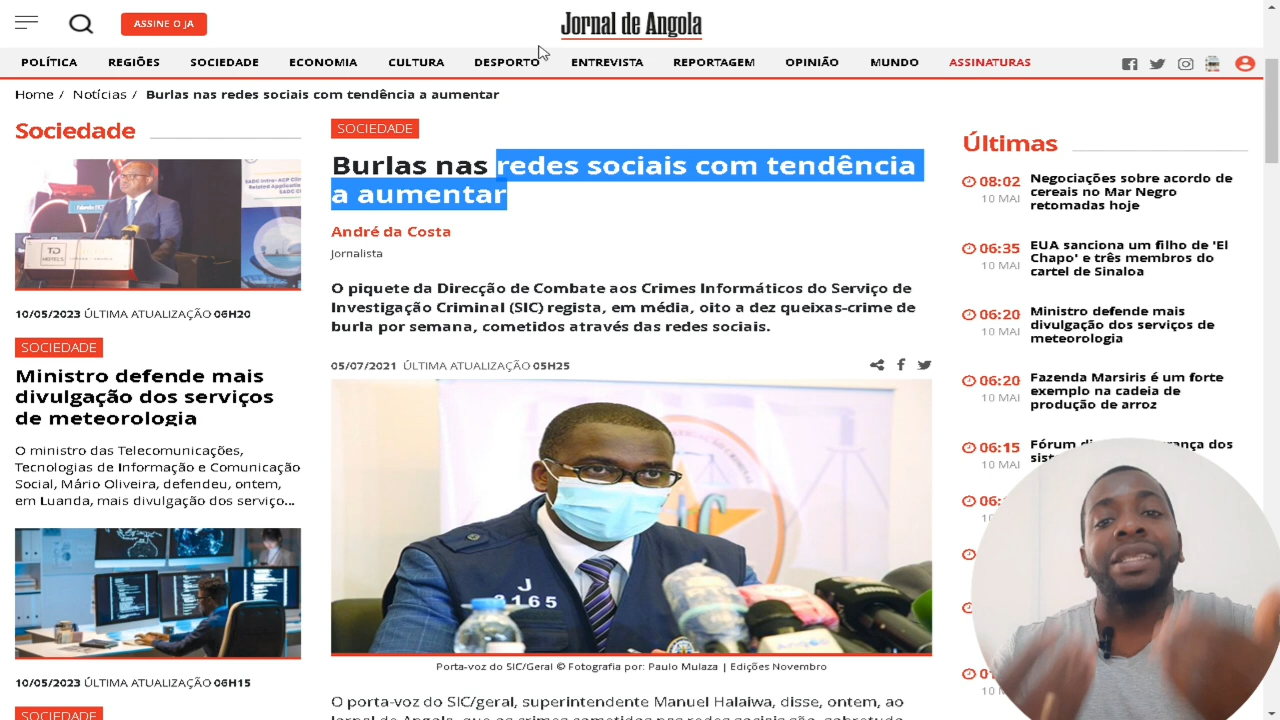 ASSINE O JA
Jornal de Angola
POLÍTICA REGIÕES SOCIEDADE ECONOMIA CULTURA DESPORTO ENTREVISTA REPORTAGEM OPINIÃO MUNDO ASSINATURAS
Home / Notícias / Burlas nas redes sociais com tendência a aumentar
Sociedade
10/05/2023 ÚLTIMA ATUALIZAÇÃO 06H20
SOCIEDADE
Ministro defende mais
divulgação dos serviços
de meteorologia
O ministro das Telecomunicações,
Tecnologias de Informação e Comunicação
Social, Mário Oliveira, defendeu, ontem,
em Luanda, mais divulgação dos serviço...
10/05/2023 ÚLTIMA ATUALIZAÇÃO 06H15
SOCIEDADE
SOCIEDADE
Burlas nas redes sociais com tendência
a aumentar
André da Costa
Jornalista
O piquete da Direcção de Combate aos Crimes Informáticos do Serviço de
Investigação Criminal (SIC) regista, em média, oito a dez queixas-crime de
burla por semana, cometidos através das redes sociais.
05/07/2021 ÚLTIMA ATUALIZAÇÃO 05H25
J
3165
Porta-voz do SIC/Geral © Fotografia por: Paulo Mulaza | Edições Novembro
O porta-voz do SIC/geral, superintendente Manuel Halaiwa, disse, ontem, ao
Últimas
08:02 Negociações sobre acordo de
10 MAI cereais no Mar Negro
retomadas hoje
06:35 EUA sanciona um filho de 'El
10 MAI Chapo' e três membros do
cartel de Sinaloa
06:20 Ministro defende mais
10 MAI divulgação dos serviços de
meteorologia
06:20 Fazenda Marsiris é um forte
10 MAI exemplo na cadeia de
produção de arroz
06:15 Fórum dos
10 MAI